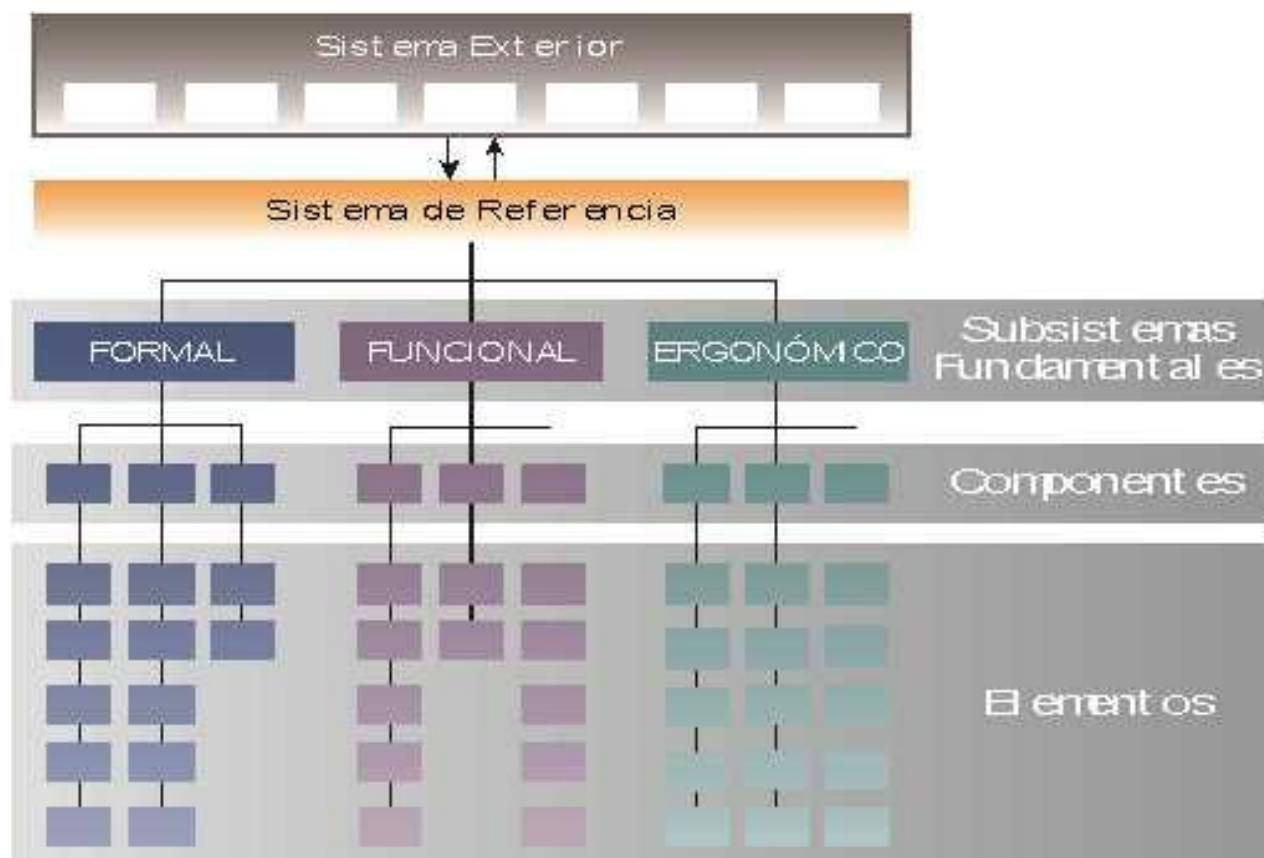 Sistema Exterior
Sistema de Referencia
FORMAL
FUNCIONAL
ERGONÓMICO
Subsistemas
Fundamentales
Componentes
Elementos